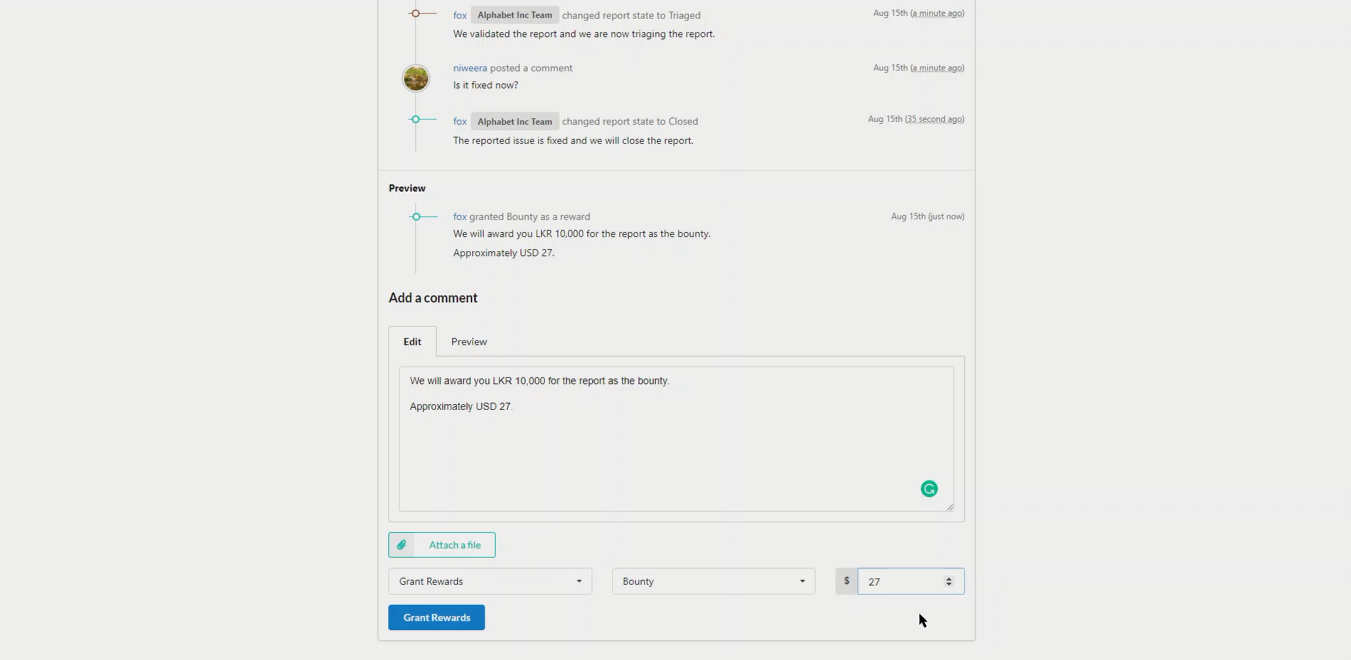 fox Alphabet Inc Team changed report state to Triaged Aug 15th (a minute ago)
We validated the report and we are now triaging the report.
niweera posted a comment Aug 15th (a minute ago)
Is it fixed now?
fox Alphabet Inc Team changed report state to Closed Aug 15th (35 second ago)
The reported issue is fixed and we will close the report.
Preview
fox granted Bounty as a reward Aug 15th (just now)
We will award you LKR 10,000 for the report as the bounty.
Approximately USD 27.
Add a comment
Edit Preview
We will award you LKR 10,000 for the report as the bounty.
Approximately USD 27.
Attach a file
Grant Rewards Bounty $ 27
Grant Rewards